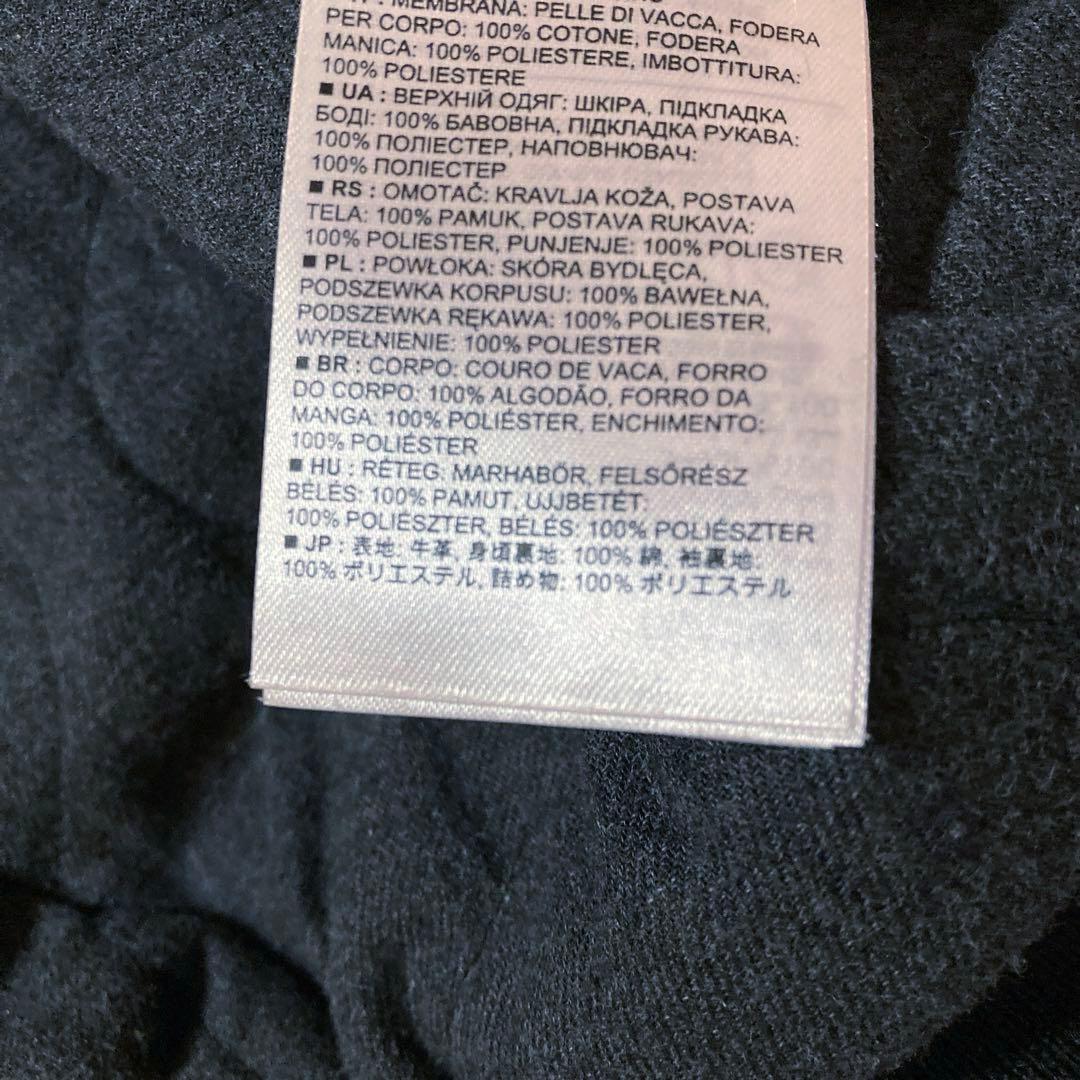 : MEMBRANA: PELLE DI VACCA, FODERA
PER CORPO: 100% COTONE, FODERA
MANICA: 100% POLIESTERE, IMBOTTITURA:
100% POLIESTERE
■ UA : ВЕРХНІЙ ОДЯГ: ШКІРА, ПІДКЛАДКА
БОДІ: 100% БАВОВНА, ПІДКЛАДКА РУКАВА:
100% ПОЛІЕСТЕР, НАПОВНЮВАЧ:
100% ПОЛІЕСТЕР
■ RS : OMOTAČ: KRAVLJA KOŽA, POSTAVA
TELA: 100% PAMUK, POSTAVA RUKAVA:
100% POLIESTER, PUNJENJE: 100% POLIESTER
■ PL : POWŁOKA: SKÓRA BYDLĘCA,
PODSZEWKA KORPUSU: 100% BAWEŁNA,
PODSZEWKA RĘKAWA: 100% POLIESTER,
WYPEŁNIENIE: 100% POLIESTER
■ BR : CORPO: COURO DE VACA, FORRO
DO CORPO: 100% ALGODÃO, FORRO DA
MANGA: 100% POLIÉSTER, ENCHIMENTO:
100% POLIÉSTER
■ HU : RÉTEG: MARHABŐR, FELSŐRÉSZ
BÉLÉS: 100% PAMUT, UJJBETÉT:
100% POLIÉSZTER, BÉLÉS: 100% POLIÉSZTER
■ JP : 表地: 牛革, 身頃裏地: 100% 綿, 袖裏地:
100% ポリエステル, 詰め物: 100% ポリエステル